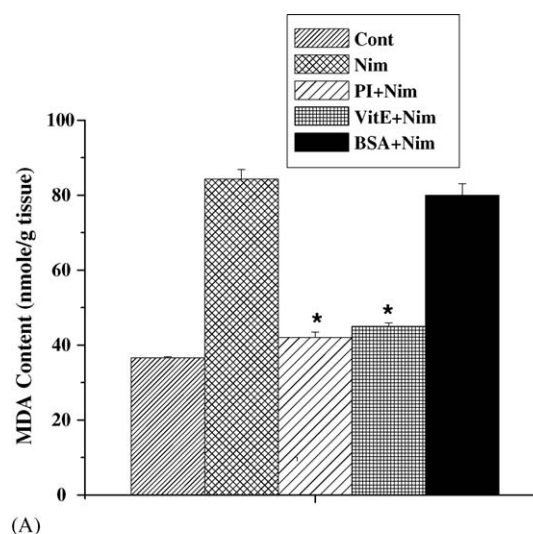 Cont
Nim
PI+Nim
VitE+Nim
BSA+Nim
100
80
60
40
20
0
MDA Content (nmole/g tissue)
*
*
(A)